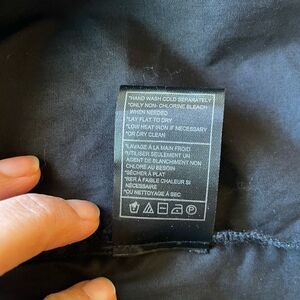 *HAND WASH COLD SEPARATELY
*ONLY NON- CHLORINE BLEACH
WHEN NEEDED
*LAY FLAT TO DRY
*LOW HEAT IRON IF NECESSARY
*OR DRY CLEAN
*LAVAGE À LA MAIN FROID
*UTILISER SEULEMENT UN
AGENT DE BLANCHIMENT NON
CHLORE AU BESOIN
*SÉCHER À PLAT
*FER À FAIBLE CHALEUR SI
NÉCESSAIRE
*OU NETTOYAGE À SEC